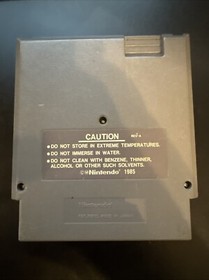 CAUTION
• DO NOT STORE IN EXTREME TEMPERATURES.
• DO NOT IMMERSE IN WATER.
• DO NOT CLEAN WITH BENZENE, THINNER,
ALCOHOL OR OTHER SUCH SOLVENTS.
©®Nintendo® 1985